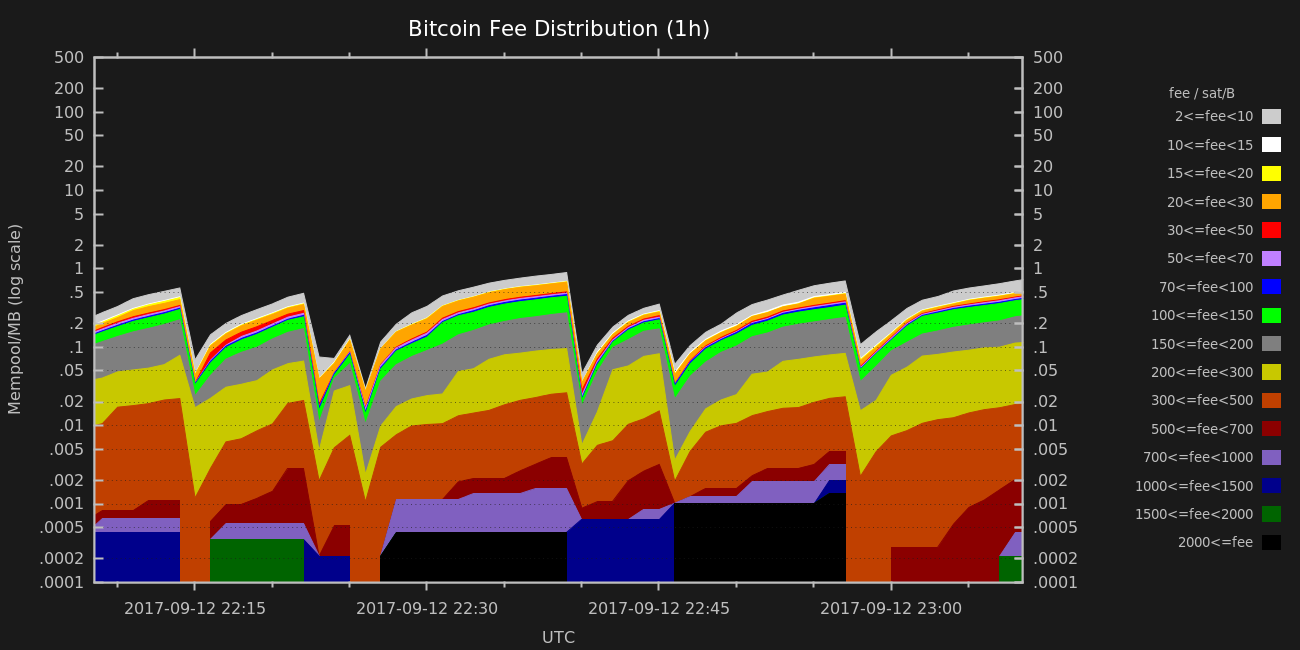 Bitcoin Fee Distribution (1h)
Mempool/MB (log scale)
500
200
100
50
20
10
5
2
1
.5
.2
.1
.05
.02
.01
.005
.002
.001
.0005
.0002
.0001
500
200
100
50
20
10
5
2
1
.5
.2
.1
.05
.02
.01
.005
.002
.001
.0005
.0002
.0001
2017-09-12 22:15
2017-09-12 22:30
2017-09-12 22:45
2017-09-12 23:00
UTC
fee / sat/B
2<=fee<10
10<=fee<15
15<=fee<20
20<=fee<30
30<=fee<50
50<=fee<70
70<=fee<100
100<=fee<150
150<=fee<200
200<=fee<300
300<=fee<500
500<=fee<700
700<=fee<1000
1000<=fee<1500
1500<=fee<2000
2000<=fee